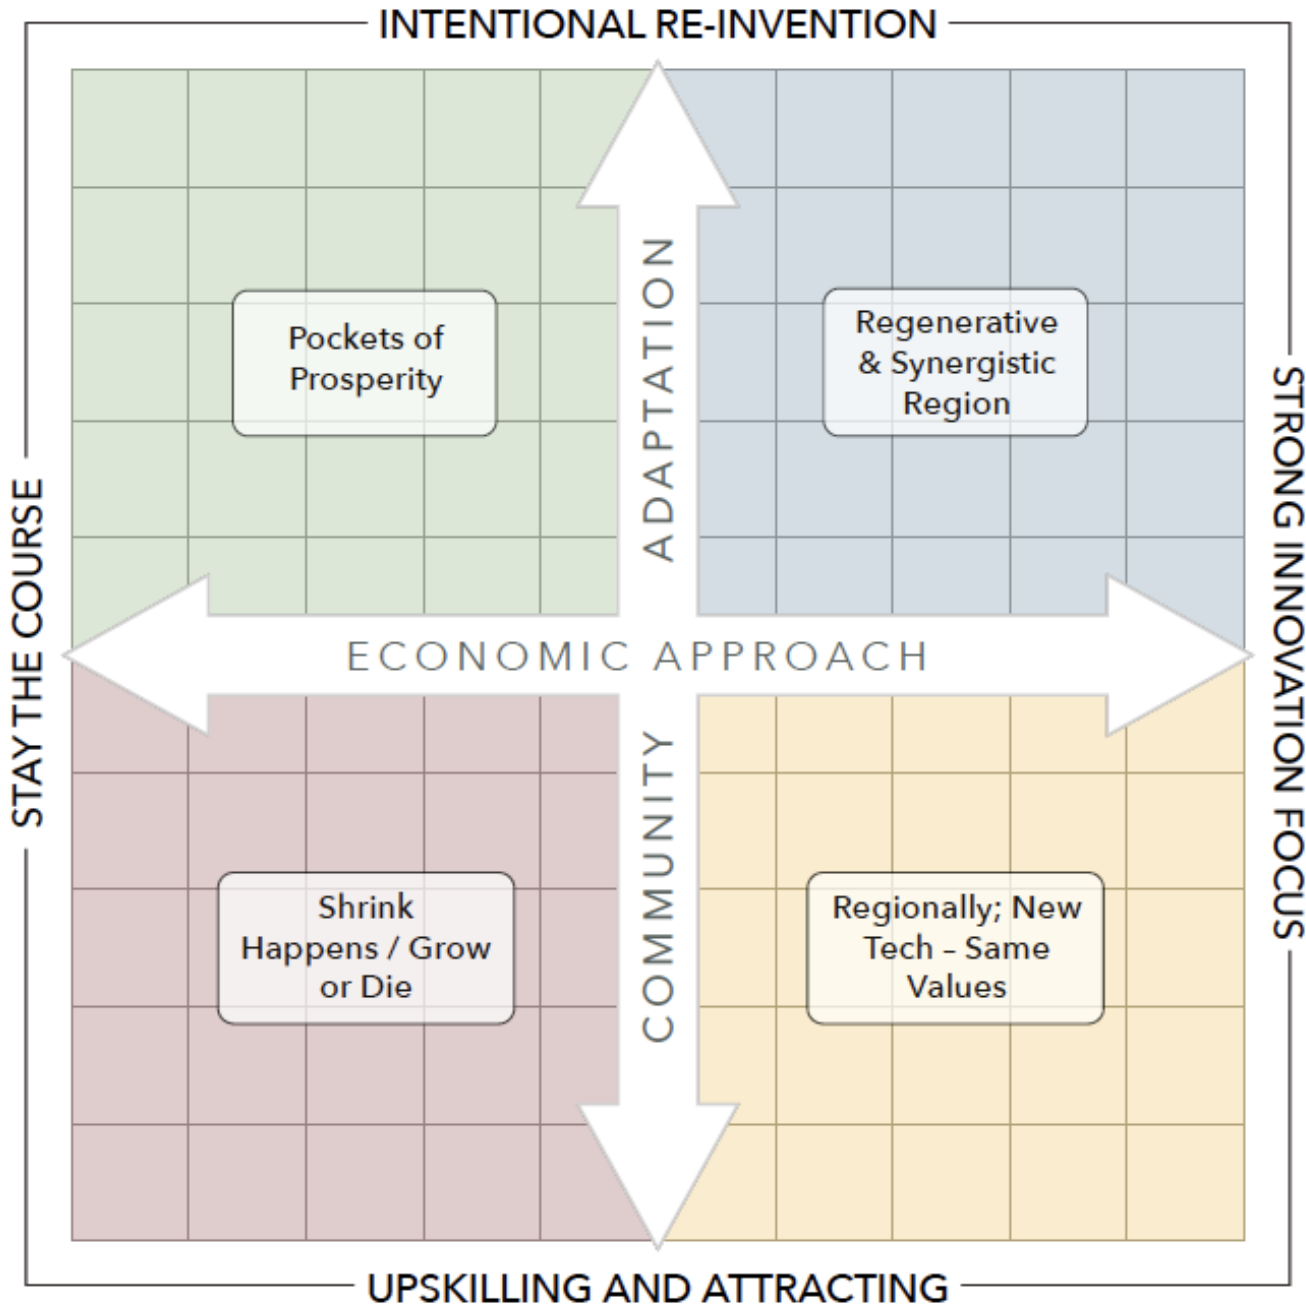 INTENTIONAL RE-INVENTION
Pockets of
Prosperity
Regenerative
& Synergistic
Region
ADAPTATION
STAY THE COURSE
STRONG INNOVATION FOCUS
ECONOMIC APPROACH
COMMUNITY
Shrink
Happens / Grow
or Die
Regionally; New
Tech – Same
Values
UPSKILLING AND ATTRACTING